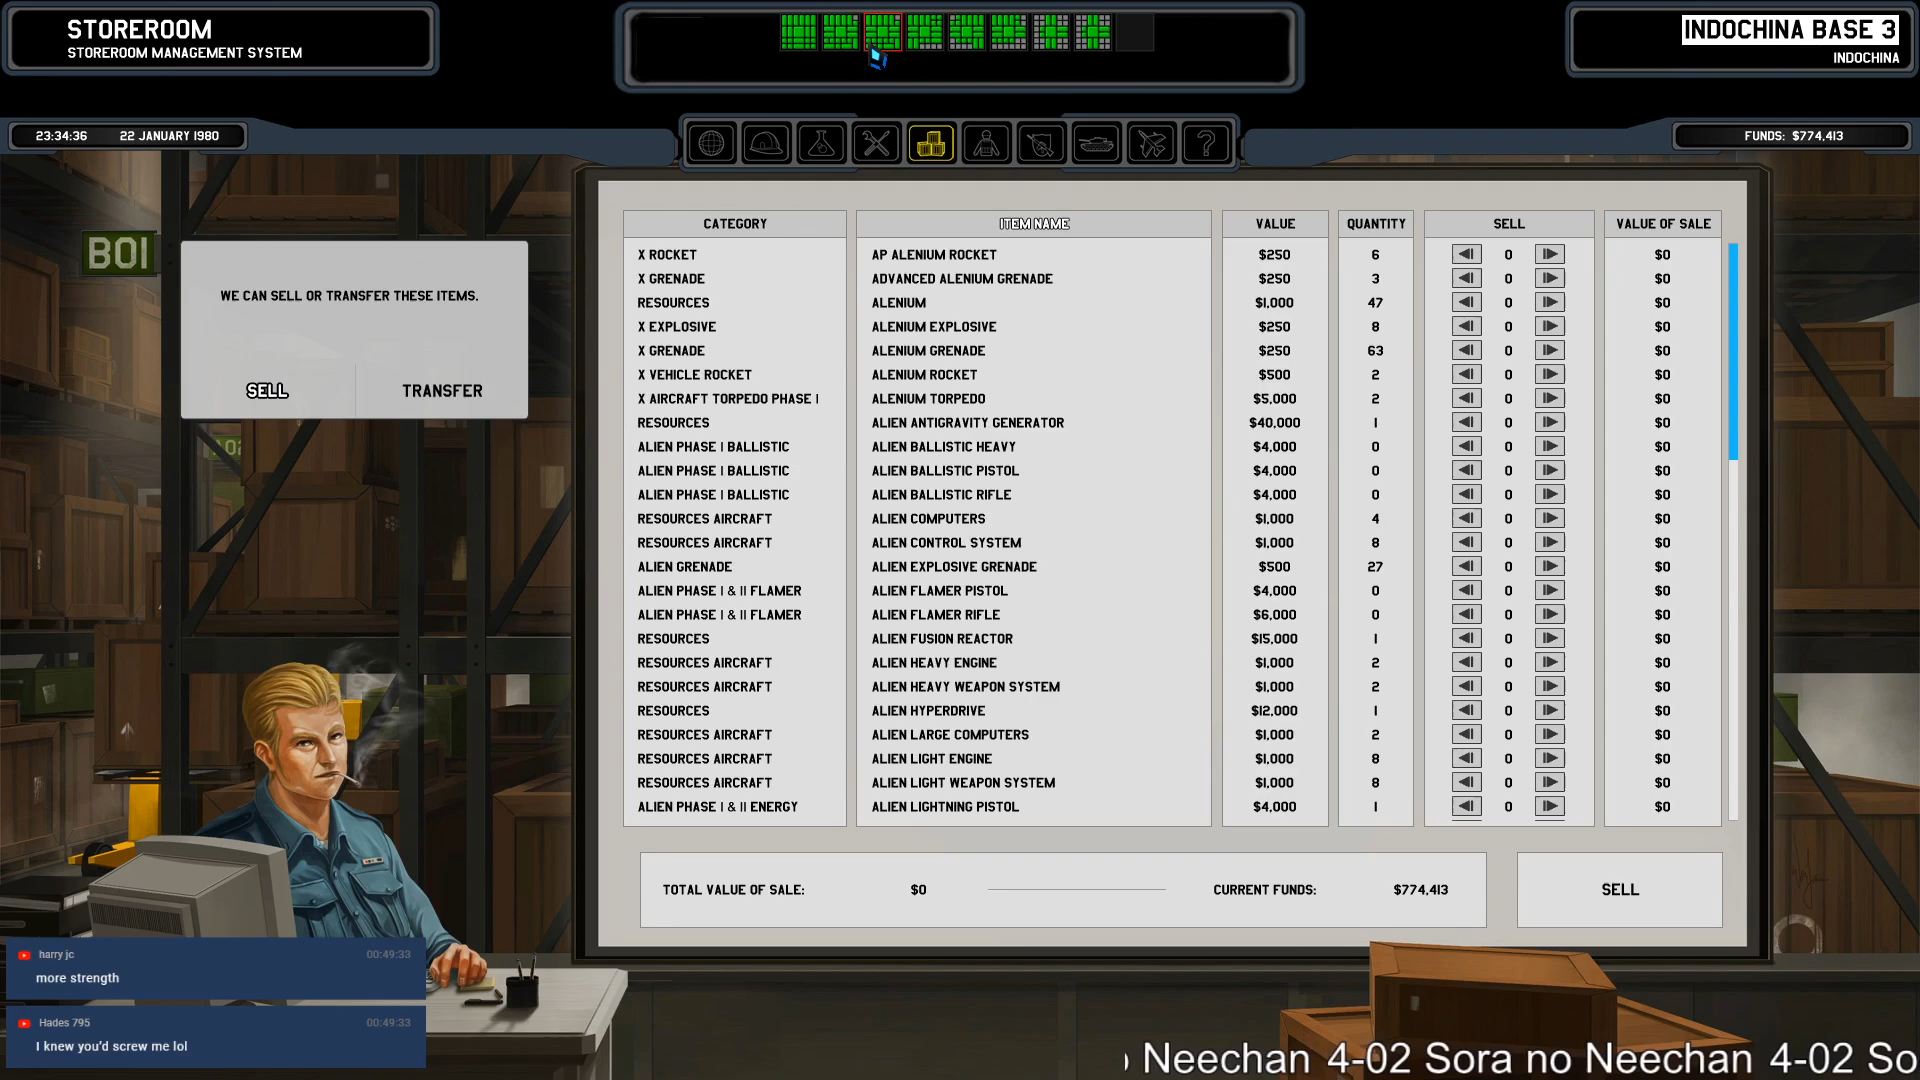 STOREROOM
STOREROOM MANAGEMENT SYSTEM
INDOCHINA BASE 3
INDOCHINA
23:34:36 22 JANUARY 1980
FUNDS: $774,413
B01
WE CAN SELL OR TRANSFER THESE ITEMS.
SELL TRANSFER
CATEGORY ITEM NAME VALUE QUANTITY SELL VALUE OF SALE
X ROCKET AP ALENIUM ROCKET $250 6 0 $0
X GRENADE ADVANCED ALENIUM GRENADE $250 3 0 $0
RESOURCES ALENIUM $1,000 47 0 $0
X EXPLOSIVE ALENIUM EXPLOSIVE $250 8 0 $0
X GRENADE ALENIUM GRENADE $250 63 0 $0
X VEHICLE ROCKET ALENIUM ROCKET $500 2 0 $0
X AIRCRAFT TORPEDO PHASE I ALENIUM TORPEDO $5,000 2 0 $0
RESOURCES ALIEN ANTIGRAVITY GENERATOR $40,000 1 0 $0
ALIEN PHASE I BALLISTIC ALIEN BALLISTIC HEAVY $4,000 0 0 $0
ALIEN PHASE I BALLISTIC ALIEN BALLISTIC PISTOL $4,000 0 0 $0
ALIEN PHASE I BALLISTIC ALIEN BALLISTIC RIFLE $4,000 0 0 $0
RESOURCES AIRCRAFT ALIEN COMPUTERS $1,000 4 0 $0
RESOURCES AIRCRAFT ALIEN CONTROL SYSTEM $1,000 8 0 $0
ALIEN GRENADE ALIEN EXPLOSIVE GRENADE $500 27 0 $0
ALIEN PHASE I & II FLAMER ALIEN FLAMER PISTOL $4,000 0 0 $0
ALIEN PHASE I & II FLAMER ALIEN FLAMER RIFLE $6,000 0 0 $0
RESOURCES ALIEN FUSION REACTOR $15,000 1 0 $0
RESOURCES AIRCRAFT ALIEN HEAVY ENGINE $1,000 2 0 $0
RESOURCES AIRCRAFT ALIEN HEAVY WEAPON SYSTEM $1,000 2 0 $0
RESOURCES ALIEN HYPERDRIVE $12,000 1 0 $0
RESOURCES AIRCRAFT ALIEN LARGE COMPUTERS $1,000 2 0 $0
RESOURCES AIRCRAFT ALIEN LIGHT ENGINE $1,000 8 0 $0
RESOURCES AIRCRAFT ALIEN LIGHT WEAPON SYSTEM $1,000 8 0 $0
ALIEN PHASE I & II ENERGY ALIEN LIGHTNING PISTOL $4,000 1 0 $0
TOTAL VALUE OF SALE: $0 CURRENT FUNDS: $774,413
SELL
harry jc 00:49:33
more strength
Hades 795 00:49:33
I knew you'd screw me lol
Neechan 4-02 Sora no Neechan 4-02 So